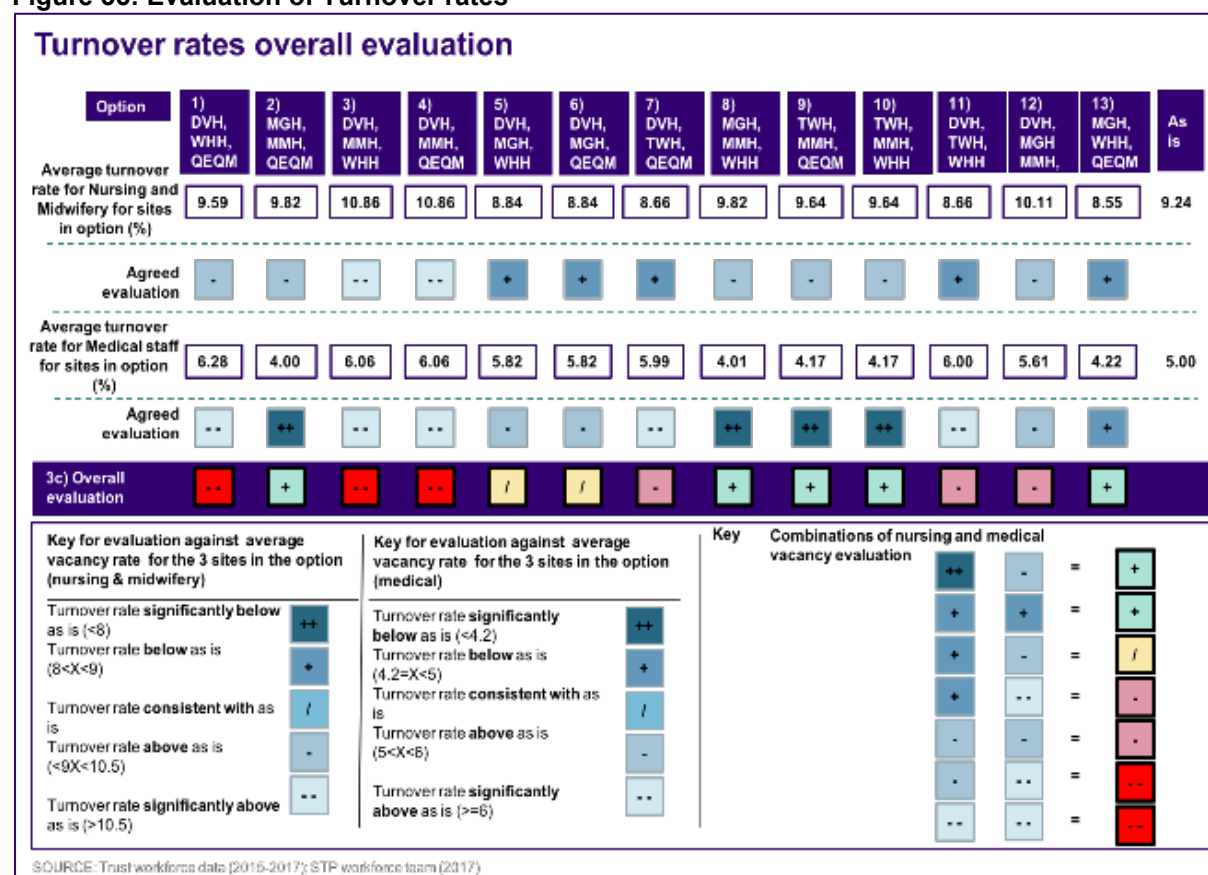 Figure 35: Evaluation of Turnover rates
Turnover rates overall evaluation
Option
1) DVH, WHH, QEQM
2) MGH, MMH, QEQM
3) DVH, MMH, WHH
4) DVH, MMH, QEQM
5) DVH, MGH, WHH
6) DVH, MGH, QEQM
7) DVH, TWH, QEQM
8) MGH, MMH, WHH
9) TWH, MMH, QEQM
10) TWH, MMH, WHH
11) DVH, TWH, WHH
12) DVH, MGH MMH,
13) MGH, WHH, QEQM
As is
Average turnover
rate for Nursing and
Midwifery for sites
in option (%)
9.59 9.82 10.86 10.86 8.84 8.84 8.66 9.82 9.64 9.64 8.66 10.11 8.55 9.24
Agreed
evaluation
- - -- -- + + + - - - + - +
Average turnover
rate for Medical staff
for sites in option
(%)
6.28 4.00 6.06 6.06 5.82 5.82 5.99 4.01 4.17 4.17 6.00 5.61 4.22 5.00
Agreed
evaluation
-- ++ -- -- - - -- ++ ++ ++ -- - +
3c) Overall
evaluation
-- + -- -- / / - + + + - - +
Key for evaluation against average
vacancy rate for the 3 sites in the option
(nursing & midwifery)
Turnover rate significantly below
as is (<8)
++
Turnover rate below as is
(8<X<9)
+
Turnover rate consistent with as
is
/
Turnover rate above as is
(<9X<10.5)
-
Turnover rate significantly above
as is (>10.5)
--
Key for evaluation against average
vacancy rate for the 3 sites in the option
(medical)
Turnover rate significantly
below as is (<4.2)
++
Turnover rate below as is
(4.2=X<5)
+
Turnover rate consistent with as
is
/
Turnover rate above as is
(5<X<6)
-
Turnover rate significantly
above as is (>=6)
--
Key
Combinations of nursing and medical
vacancy evaluation
++ - = +
+ + = +
+ - = /
+ -- = -
- - = -
- -- = --
-- -- = --
SOURCE: Trust workforce data (2015-2017); STP workforce team (2017)